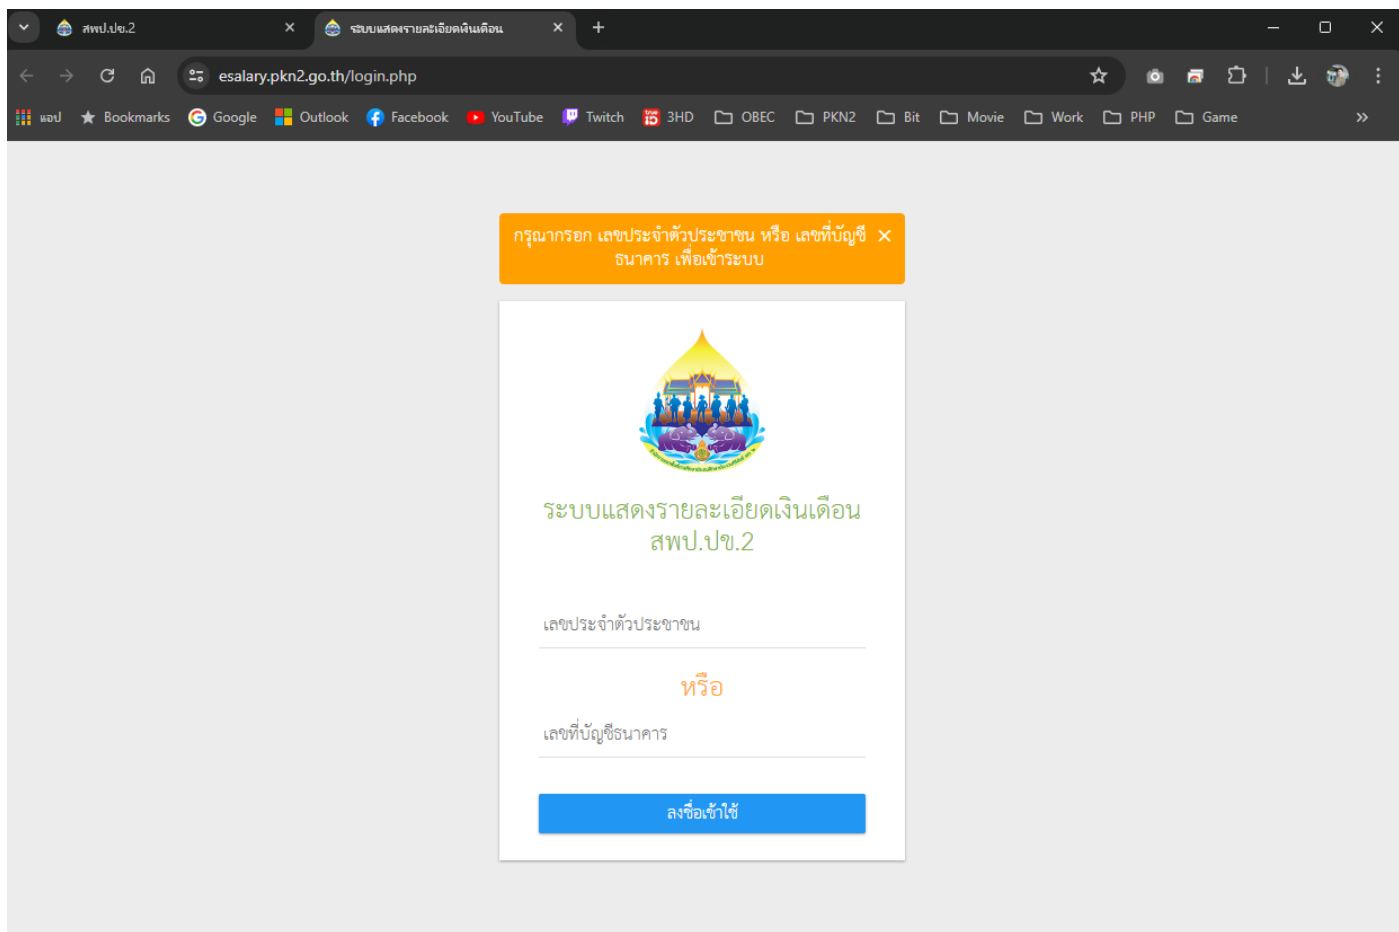 สพป.ปข.2
ระบบแสดงรายละเอียดเงินเดือน
esalary.pkn2.go.th/login.php
แอป Bookmarks Google Outlook Facebook YouTube Twitch 3HD OBEC PKN2 Bit Movie Work PHP Game
กรุณากรอก เลขประจำตัวประชาชน หรือ เลขที่บัญชี
ธนาคาร เพื่อเข้าระบบ
ระบบแสดงรายละเอียดเงินเดือน
สพป.ปข.2
เลขประจำตัวประชาชน
หรือ
เลขที่บัญชีธนาคาร
ลงชื่อเข้าใช้